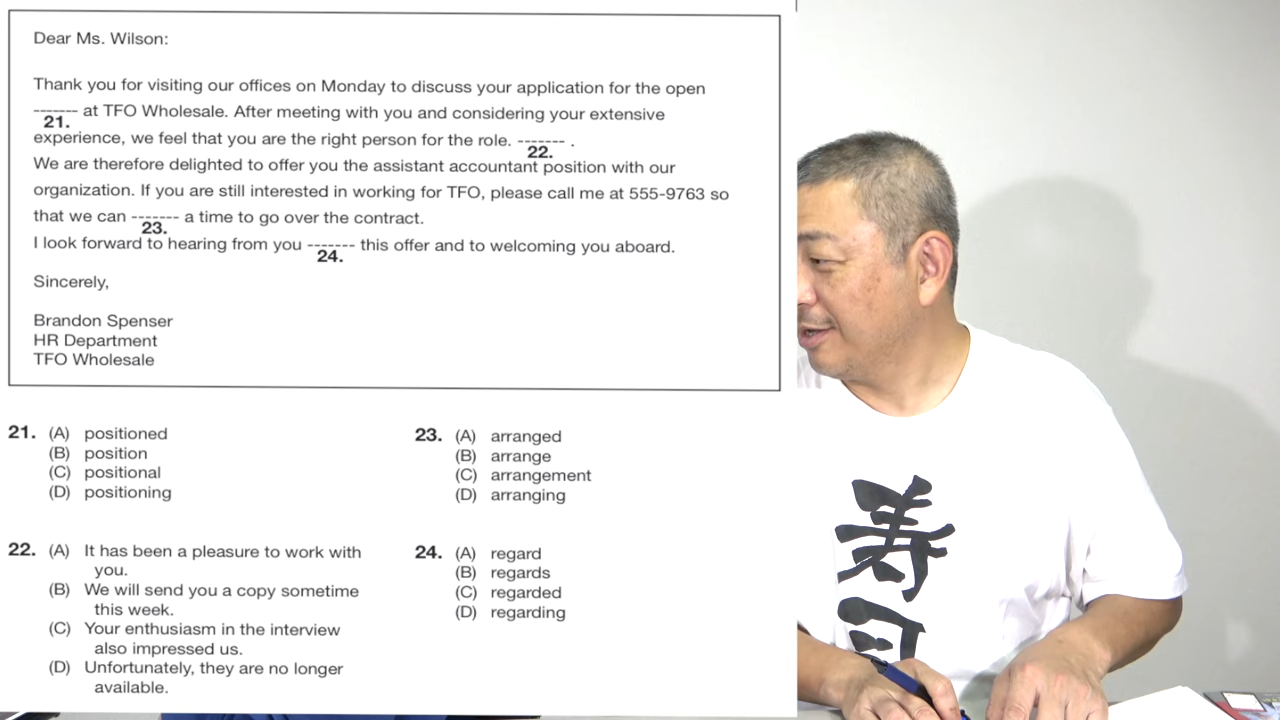 Dear Ms. Wilson:
Thank you for visiting our offices on Monday to discuss your application for the open
------- at TFO Wholesale. After meeting with you and considering your extensive
21.
experience, we feel that you are the right person for the role. ------- .
22.
We are therefore delighted to offer you the assistant accountant position with our
organization. If you are still interested in working for TFO, please call me at 555-9763 so
that we can ------- a time to go over the contract.
23.
I look forward to hearing from you ------- this offer and to welcoming you aboard.
24.
Sincerely,
Brandon Spenser
HR Department
TFO Wholesale
21. (A) positioned
(B) position
(C) positional
(D) positioning
22. (A) It has been a pleasure to work with
you.
(B) We will send you a copy sometime
this week.
(C) Your enthusiasm in the interview
also impressed us.
(D) Unfortunately, they are no longer
available.
23. (A) arranged
(B) arrange
(C) arrangement
(D) arranging
24. (A) regard
(B) regards
(C) regarded
(D) regarding
寿